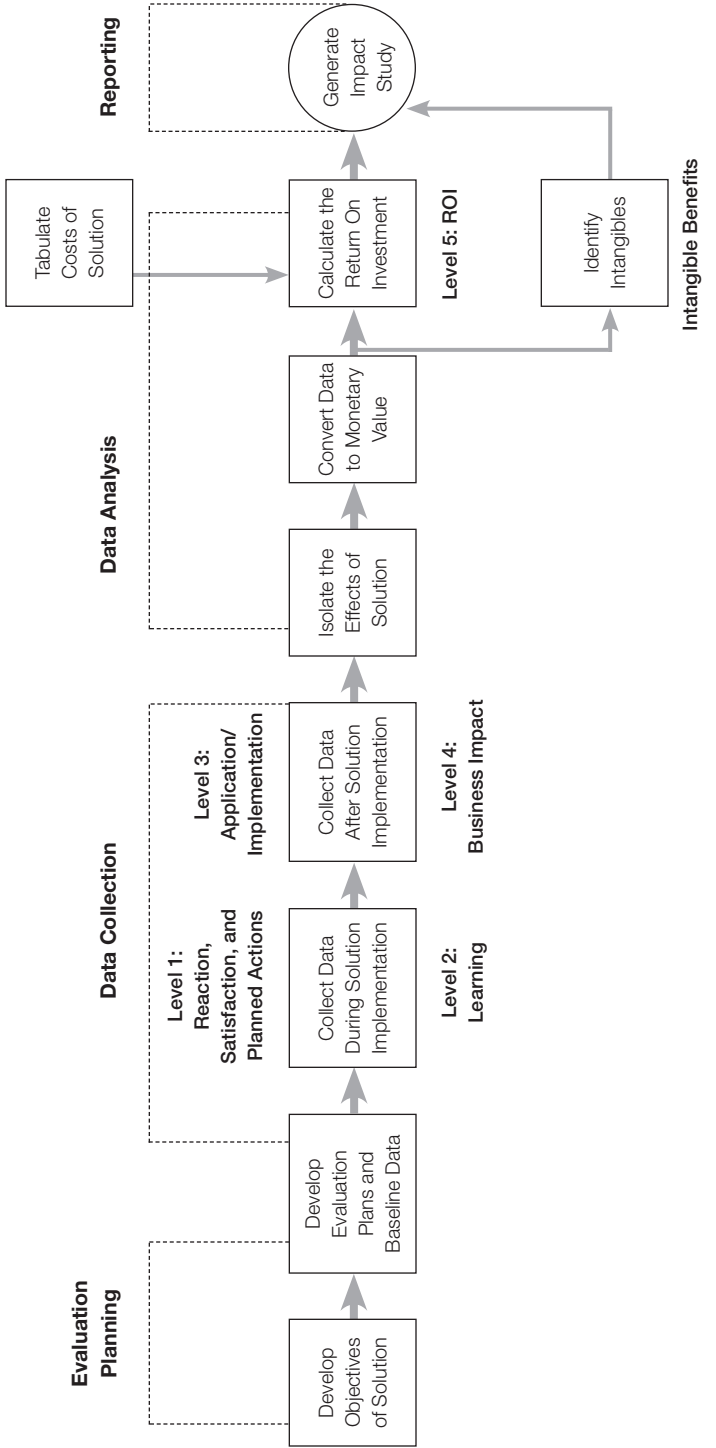 Evaluation
Planning
Develop
Objectives
of Solution
Develop
Evaluation
Plans and
Baseline Data
Data Collection
Level 1:
Reaction,
Satisfaction, and
Planned Actions
Collect Data
During Solution
Implementation
Level 2:
Learning
Level 3:
Application/
Implementation
Collect Data
After Solution
Implementation
Level 4:
Business Impact
Data Analysis
Isolate the
Effects of
Solution
Convert Data
to Monetary
Value
Tabulate
Costs of
Solution
Calculate the
Return On
Investment
Level 5: ROI
Identify
Intangibles
Intangible Benefits
Reporting
Generate
Impact
Study